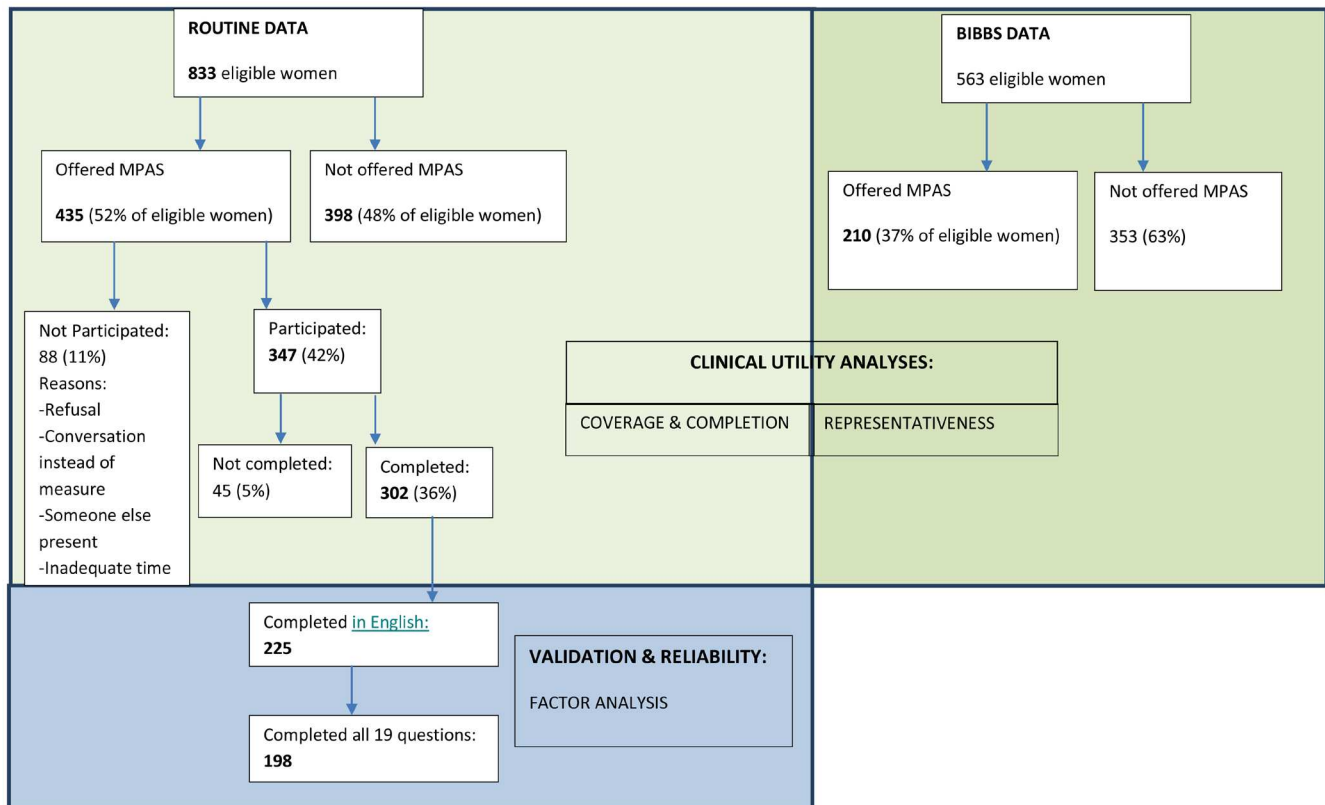 ROUTINE DATA
833 eligible women
BIBBS DATA
563 eligible women
Offered MPAS
435 (52% of eligible women)
Not offered MPAS
398 (48% of eligible women)
Offered MPAS
210 (37% of eligible women)
Not offered MPAS
353 (63%)
Not Participated:
88 (11%)
Reasons:
-Refusal
-Conversation
instead of
measure
-Someone else
present
-Inadequate time
Participated:
347 (42%)
Not completed:
45 (5%)
Completed:
302 (36%)
CLINICAL UTILITY ANALYSES:
COVERAGE & COMPLETION
REPRESENTATIVENESS
Completed in English:
225
Completed all 19 questions:
198
VALIDATION & RELIABILITY:
FACTOR ANALYSIS